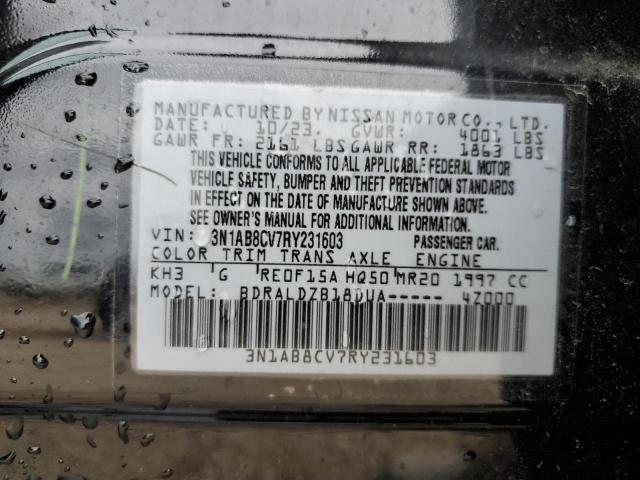 MANUFACTURED BY NISSAN MOTOR CO., LTD.
DATE: 10/23. GVWR: 4001 LBS
GAWR FR: 2161 LBS GAWR RR: 1863 LBS
THIS VEHICLE CONFORMS TO ALL APPLICABLE FEDERAL MOTOR
VEHICLE SAFETY, BUMPER AND THEFT PREVENTION STANDARDS
IN EFFECT ON THE DATE OF MANUFACTURE SHOWN ABOVE.
SEE OWNER'S MANUAL FOR ADDITIONAL INFORMATION.
VIN: 3N1AB8CV7RY231603 PASSENGER CAR.
COLOR TRIM TRANS AXLE ENGINE
KH3 G RE0F15A HQ50 MR20 1997 CC
BDRALDZB18DUA----- 4Z000
3N1AB8CV7RY231603